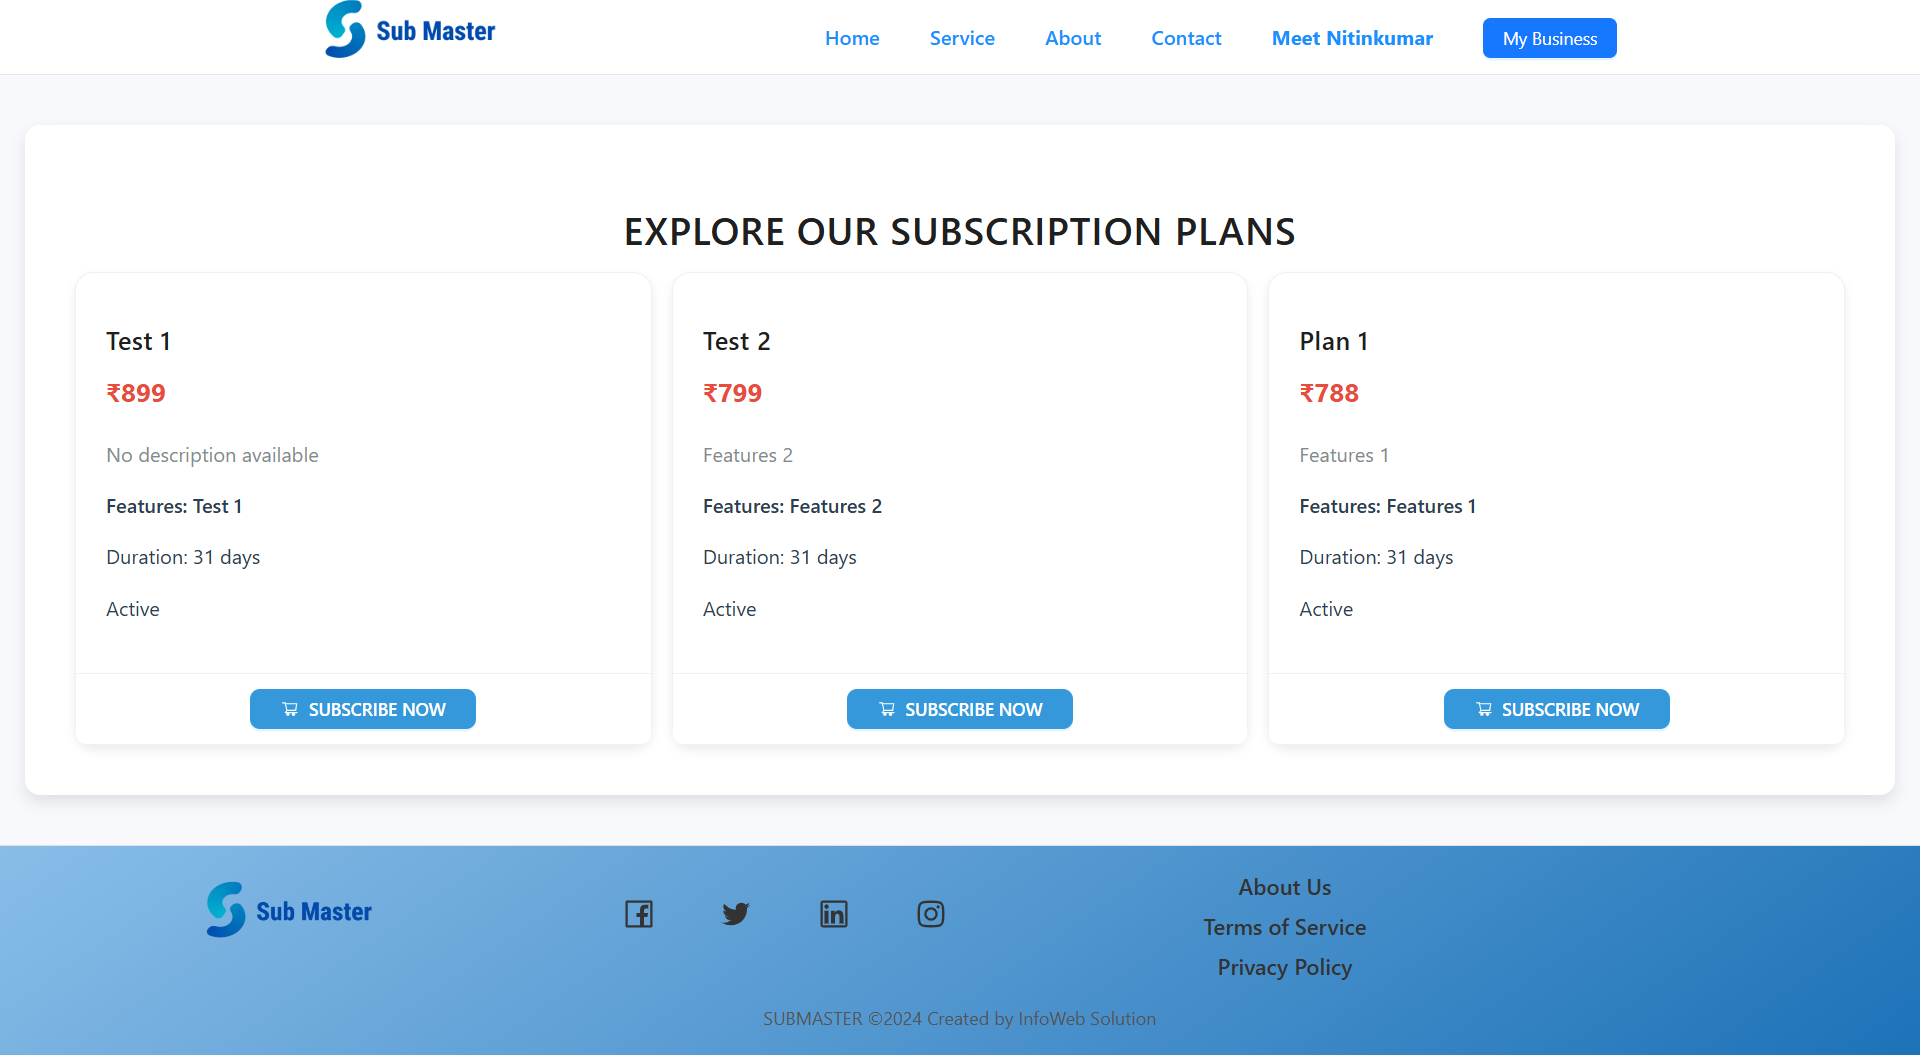 Sub Master
Home
Service
About
Contact
Meet Nitinkumar
My Business
EXPLORE OUR SUBSCRIPTION PLANS
Test 1
₹899
No description available
Features: Test 1
Duration: 31 days
Active
SUBSCRIBE NOW
Test 2
₹799
Features 2
Features: Features 2
Duration: 31 days
Active
SUBSCRIBE NOW
Plan 1
₹788
Features 1
Features: Features 1
Duration: 31 days
Active
SUBSCRIBE NOW
Sub Master
About Us
Terms of Service
Privacy Policy
SUBMASTER ©2024 Created by InfoWeb Solution